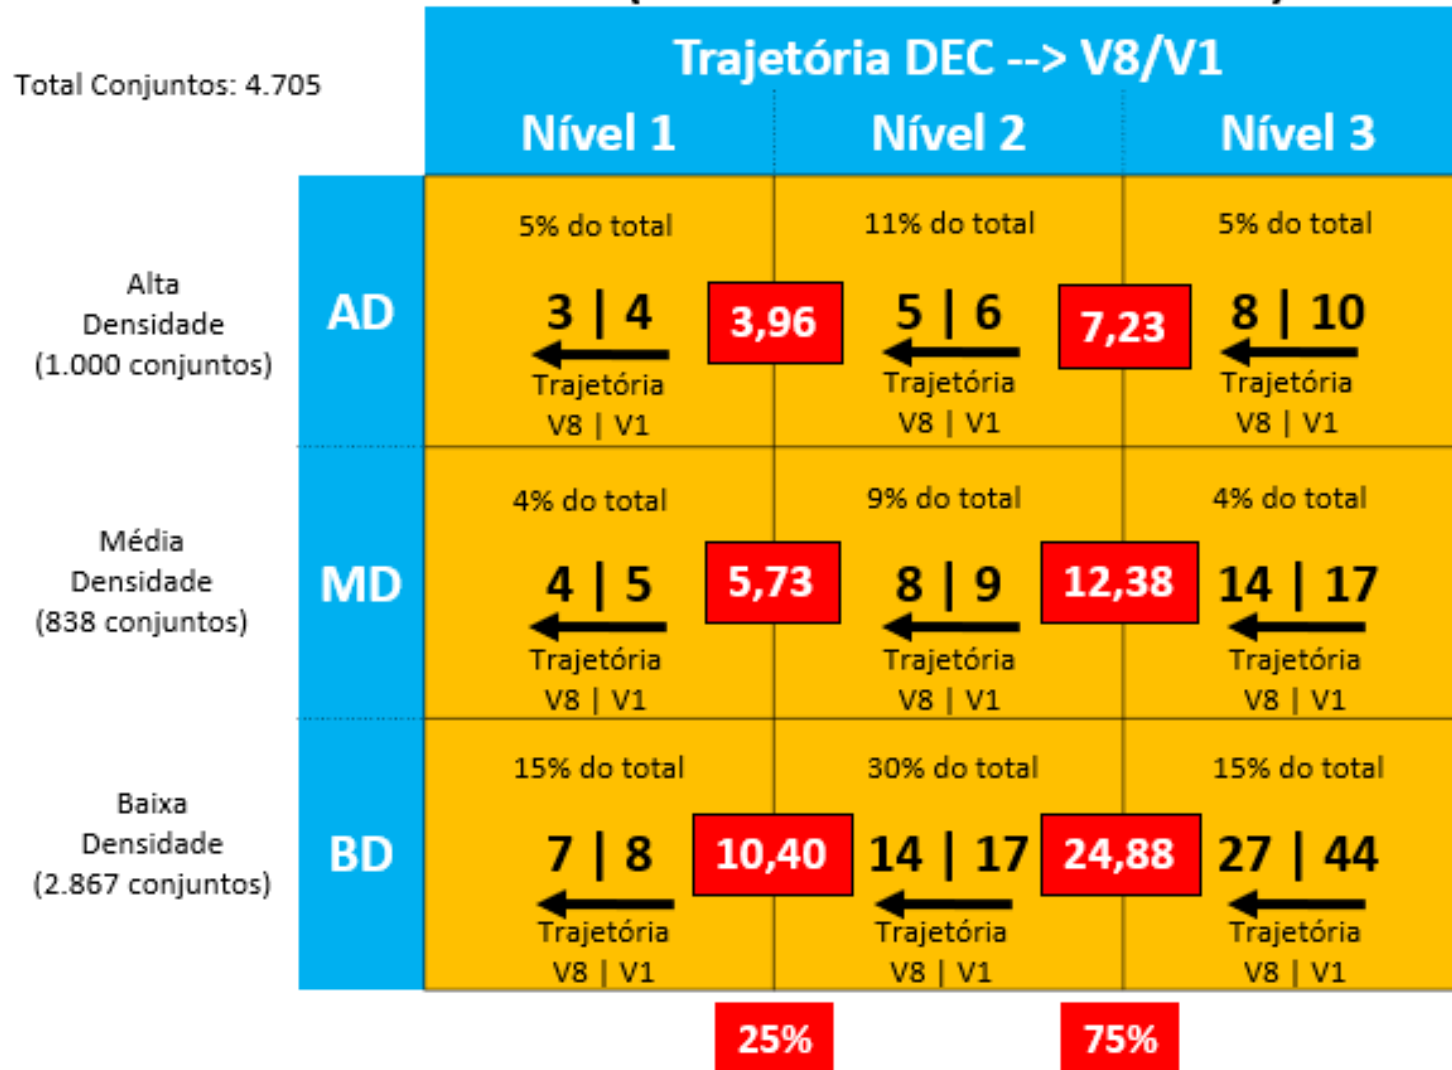 Trajetória DEC --> V8/V1
Total Conjuntos: 4.705
Nível 1
Nível 2
Nível 3
5% do total
11% do total
5% do total
Alta
Densidade
(1.000 conjuntos)
AD
3 | 4
3,96
5 | 6
7,23
8 | 10
Trajetória
V8 | V1
Trajetória
V8 | V1
Trajetória
V8 | V1
4% do total
9% do total
4% do total
Média
Densidade
(838 conjuntos)
MD
4 | 5
5,73
8 | 9
12,38
14 | 17
Trajetória
V8 | V1
Trajetória
V8 | V1
Trajetória
V8 | V1
15% do total
30% do total
15% do total
Baixa
Densidade
(2.867 conjuntos)
BD
7 | 8
10,40
14 | 17
24,88
27 | 44
Trajetória
V8 | V1
Trajetória
V8 | V1
Trajetória
V8 | V1
25%
75%